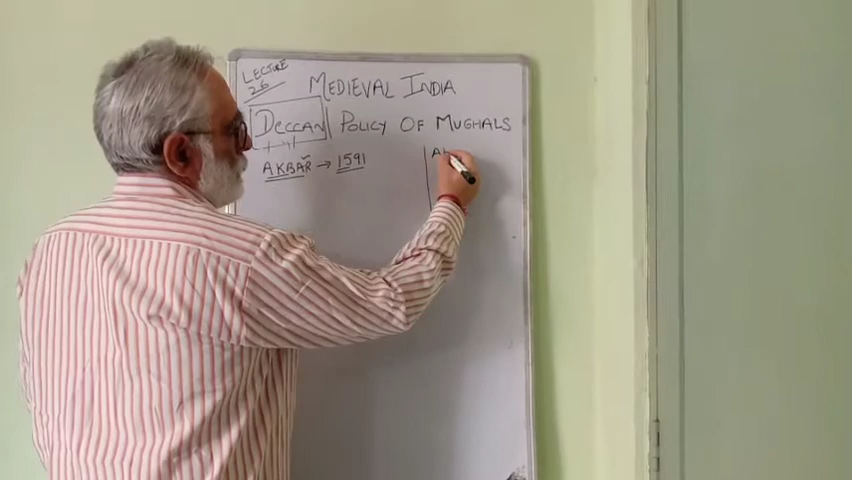 LECTURE
26
MEDIEVAL INDIA
DECCAN POLICY OF MUGHALS
AKBAR → 1591